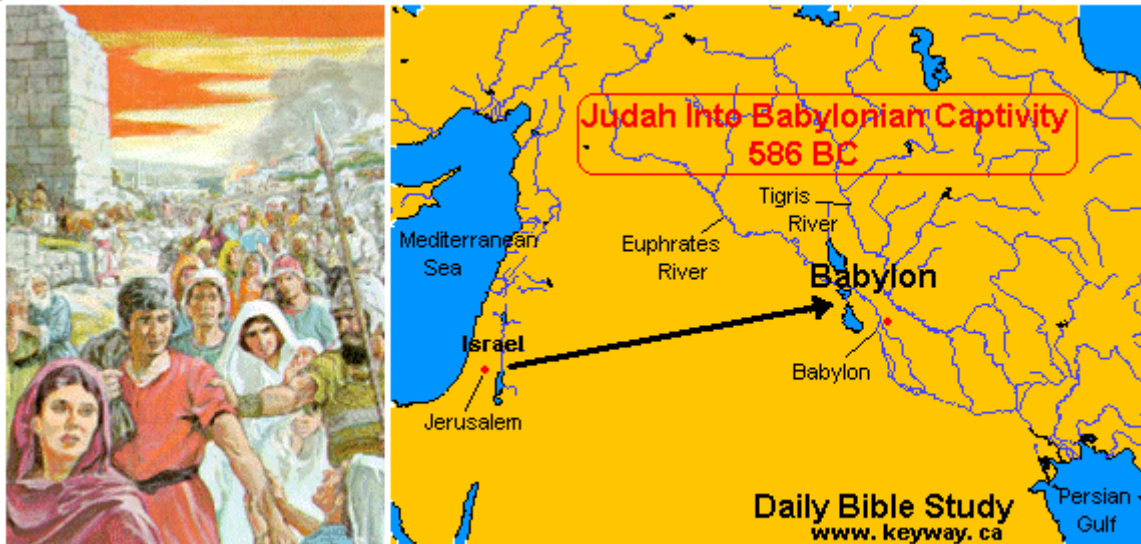 Judah Into Babylonian Captivity
586 BC
Tigris
River
Mediterranean
Sea
Euphrates
River
Babylon
Israel
Babylon
Jerusalem
Daily Bible Study
www.keyway.ca
Persian
Gulf